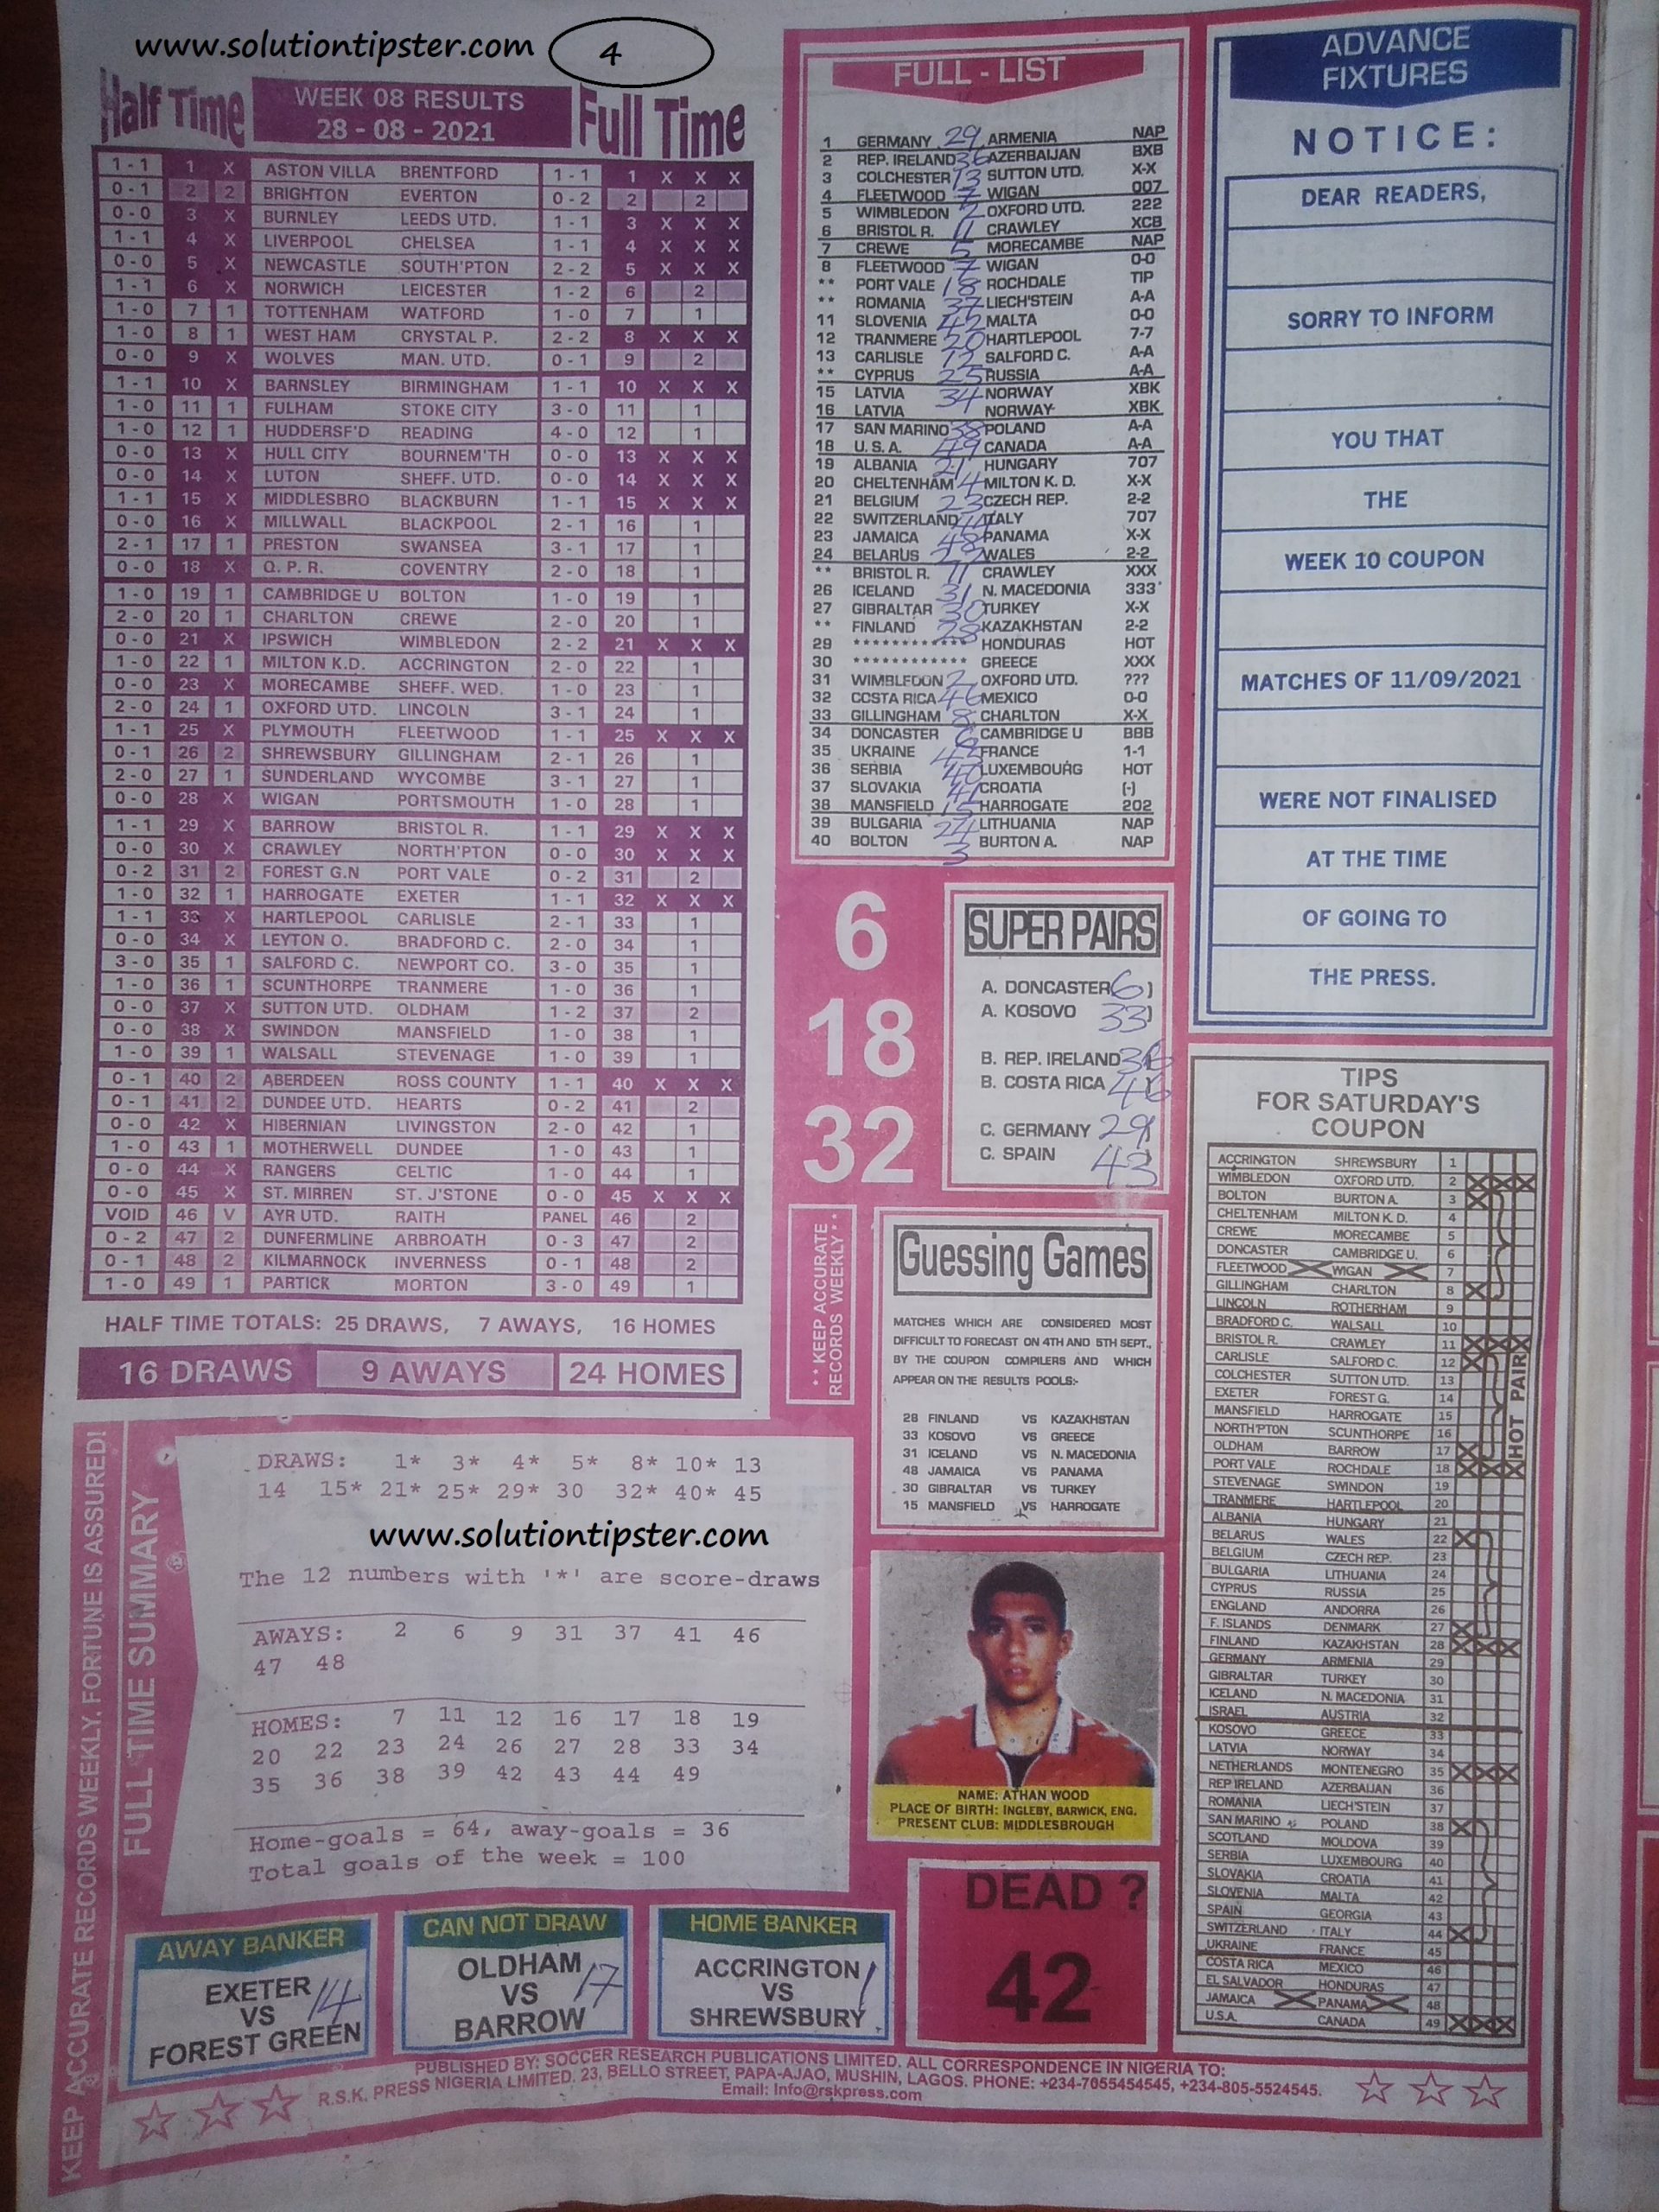 www.solutiontipster.com 4
Half Time WEEK 08 RESULTS Full Time
28 - 08 - 2021
1 - 1 1 X ASTON VILLA BRENTFORD 1 - 1 1 X X X
0 - 1 2 2 BRIGHTON EVERTON 0 - 2 2 2
0 - 0 3 X BURNLEY LEEDS UTD. 1 - 1 3 X X X
1 - 1 4 X LIVERPOOL CHELSEA 1 - 1 4 X X X
0 - 0 5 X NEWCASTLE SOUTH'PTON 2 - 2 5 X X X
1 - 1 6 X NORWICH LEICESTER 1 - 2 6 2
1 - 0 7 1 TOTTENHAM WATFORD 1 - 0 7 1
1 - 0 8 1 WEST HAM CRYSTAL P. 2 - 2 8 X X X
0 - 0 9 X WOLVES MAN. UTD. 0 - 1 9 2
1 - 1 10 X BARNSLEY BIRMINGHAM 1 - 1 10 X X X
1 - 0 11 1 FULHAM STOKE CITY 3 - 0 11 1
1 - 0 12 1 HUDDERSF'D READING 4 - 0 12 1
0 - 0 13 X HULL CITY BOURNEM'TH 0 - 0 13 X X X
0 - 0 14 X LUTON SHEFF. UTD. 0 - 0 14 X X X
1 - 1 15 X MIDDLESBRO BLACKBURN 1 - 1 15 X X X
0 - 0 16 X MILLWALL BLACKPOOL 2 - 1 16 1
2 - 1 17 1 PRESTON SWANSEA 3 - 1 17 1
0 - 0 18 X Q. P. R. COVENTRY 2 - 0 18 1
1 - 0 19 1 CAMBRIDGE U BOLTON 1 - 0 19 1
2 - 0 20 1 CHARLTON CREWE 2 - 0 20 1
0 - 0 21 X IPSWICH WIMBLEDON 2 - 2 21 X X X
1 - 0 22 1 MILTON K.D. ACCRINGTON 2 - 0 22 1
0 - 0 23 X MORECAMBE SHEFF. WED. 1 - 0 23 1
2 - 0 24 1 OXFORD UTD. LINCOLN 3 - 1 24 1
1 - 1 25 X PLYMOUTH FLEETWOOD 1 - 1 25 X X X
0 - 1 26 2 SHREWSBURY GILLINGHAM 2 - 1 26 1
2 - 0 27 1 SUNDERLAND WYCOMBE 3 - 1 27 1
0 - 0 28 X WIGAN PORTSMOUTH 1 - 0 28 1
1 - 1 29 X BARROW BRISTOL R. 1 - 1 29 X X X
0 - 0 30 X CRAWLEY NORTH'PTON 0 - 0 30 X X X
0 - 2 31 2 FOREST G.N PORT VALE 0 - 2 31 2
1 - 0 32 1 HARROGATE EXETER 1 - 1 32 X X X
1 - 1 33 X HARTLEPOOL CARLISLE 2 - 1 33 1
0 - 0 34 X LEYTON O. BRADFORD C. 2 - 0 34 1
3 - 0 35 1 SALFORD C. NEWPORT CO. 3 - 0 35 1
1 - 0 36 1 SCUNTHORPE TRANMERE 1 - 0 36 1
0 - 0 37 X SUTTON UTD. OLDHAM 1 - 2 37 2
0 - 0 38 X SWINDON MANSFIELD 1 - 0 38 1
1 - 0 39 1 WALSALL STEVENAGE 1 - 0 39 1
0 - 1 40 2 ABERDEEN ROSS COUNTY 1 - 1 40 X X X
0 - 1 41 2 DUNDEE UTD. HEARTS 0 - 2 41 2
0 - 0 42 X HIBERNIAN LIVINGSTON 2 - 0 42 1
1 - 0 43 1 MOTHERWELL DUNDEE 1 - 0 43 1
0 - 0 44 X RANGERS CELTIC 1 - 0 44 1
0 - 0 45 X ST. MIRREN ST. J'STONE 0 - 0 45 X X X
VOID 46 V AYR UTD. RAITH PANEL 46 2
0 - 2 47 2 DUNFERMLINE ARBROATH 0 - 3 47 2
0 - 1 48 2 KILMARNOCK INVERNESS 0 - 1 48 2
1 - 0 49 1 PARTICK MORTON 3 - 0 49 1
HALF TIME TOTALS: 25 DRAWS, 7 AWAYS, 16 HOMES
16 DRAWS 9 AWAYS 24 HOMES
KEEP ACCURATE RECORDS WEEKLY. FORTUNE IS ASSURED!
FULL TIME SUMMARY
DRAWS: 1* 3* 4* 5* 8* 10* 13
14 15* 21* 25* 29* 30 32* 40* 45
www.solutiontipster.com
The 12 numbers with '*' are score-draws
AWAYS: 2 6 9 31 37 41 46
47 48
HOMES: 7 11 12 16 17 18 19
20 22 23 24 26 27 28 33 34
35 36 38 39 42 43 44 49
Home-goals = 64, away-goals = 36
Total goals of the week = 100
AWAY BANKER
EXETER 14
VS
FOREST GREEN
CAN NOT DRAW
OLDHAM 17
VS
BARROW
HOME BANKER
ACCRINGTON 1
VS
SHREWSBURY
FULL - LIST
1 GERMANY 29 ARMENIA NAP
2 REP. IRELAND 36 AZERBAIJAN BXB
3 COLCHESTER 13 SUTTON UTD. X-X
4 FLEETWOOD 7 WIGAN 007
5 WIMBLEDON 2 OXFORD UTD. 222
6 BRISTOL R. 11 CRAWLEY XCB
7 CREWE 5 MORECAMBE NAP
8 FLEETWOOD 7 WIGAN 0-0
** PORT VALE 18 ROCHDALE TIP
** ROMANIA 37 LIECH'STEIN A-A
11 SLOVENIA 42 MALTA 0-0
12 TRANMERE 20 HARTLEPOOL 7-7
13 CARLISLE 12 SALFORD C. A-A
** CYPRUS 25 RUSSIA A-A
15 LATVIA 34 NORWAY XBK
16 LATVIA NORWAY XBK
17 SAN MARINO 38 POLAND A-A
18 U. S. A. 49 CANADA A-A
19 ALBANIA 21 HUNGARY 707
20 CHELTENHAM 4 MILTON K. D. X-X
21 BELGIUM 23 CZECH REP. 2-2
22 SWITZERLAND 44 ITALY 707
23 JAMAICA 48 PANAMA X-X
24 BELARUS 22 WALES 2-2
** BRISTOL R. 11 CRAWLEY XXX
26 ICELAND 31 N. MACEDONIA 333
27 GIBRALTAR 30 TURKEY X-X
** FINLAND 28 KAZAKHSTAN 2-2
29 ************ HONDURAS HOT
30 ************ GREECE XXX
31 WIMBLEDON 2 OXFORD UTD. ???
32 COSTA RICA 46 MEXICO 0-0
33 GILLINGHAM 8 CHARLTON X-X
34 DONCASTER 6 CAMBRIDGE U BBB
35 UKRAINE FRANCE 1-1
36 SERBIA 40 LUXEMBOURG HOT
37 SLOVAKIA 41 CROATIA (-)
38 MANSFIELD 15 HARROGATE 202
39 BULGARIA 24 LITHUANIA NAP
40 BOLTON 3 BURTON A. NAP
6
18
32
SUPER PAIRS
A. DONCASTER 6 )
A. KOSOVO 33 )
B. REP. IRELAND 36
B. COSTA RICA 46
C. GERMANY 29
C. SPAIN 43
** KEEP ACCURATE
RECORDS WEEKLY **
Guessing Games
MATCHES WHICH ARE CONSIDERED MOST
DIFFICULT TO FORECAST ON 4TH AND 5TH SEPT.,
BY THE COUPON COMPILERS AND WHICH
APPEAR ON THE RESULTS POOLS:-
28 FINLAND VS KAZAKHSTAN
33 KOSOVO VS GREECE
31 ICELAND VS N. MACEDONIA
48 JAMAICA VS PANAMA
30 GIBRALTAR VS TURKEY
15 MANSFIELD VS HARROGATE
NAME: ATHAN WOOD
PLACE OF BIRTH: INGLEBY, BARWICK, ENG.
PRESENT CLUB: MIDDLESBROUGH
DEAD ?
42
ADVANCE
FIXTURES
NOTICE:
DEAR READERS,
SORRY TO INFORM
YOU THAT
THE
WEEK 10 COUPON
MATCHES OF 11/09/2021
WERE NOT FINALISED
AT THE TIME
OF GOING TO
THE PRESS.
TIPS
FOR SATURDAY'S
COUPON
ACCRINGTON SHREWSBURY 1
WIMBLEDON OXFORD UTD. 2 X X X
BOLTON BURTON A. 3 X
CHELTENHAM MILTON K. D. 4
CREWE MORECAMBE 5
DONCASTER CAMBRIDGE U. 6
FLEETWOOD X WIGAN X 7
GILLINGHAM CHARLTON 8 X
LINCOLN ROTHERHAM 9
BRADFORD C. WALSALL 10
BRISTOL R. CRAWLEY 11 X X X
CARLISLE SALFORD C. 12 X
COLCHESTER SUTTON UTD. 13
EXETER FOREST G. 14
MANSFIELD HARROGATE 15
NORTH'PTON SCUNTHORPE 16
OLDHAM BARROW 17 X
PORT VALE ROCHDALE 18 X X X
HOT PAIR
STEVENAGE SWINDON 19
TRANMERE HARTLEPOOL 20
ALBANIA HUNGARY 21
BELARUS WALES 22 X
BELGIUM CZECH REP. 23
BULGARIA LITHUANIA 24
CYPRUS RUSSIA 25
ENGLAND ANDORRA 26
F. ISLANDS DENMARK 27 X
FINLAND KAZAKHSTAN 28 X X X
GERMANY ARMENIA 29
GIBRALTAR TURKEY 30
ICELAND N. MACEDONIA 31
ISRAEL AUSTRIA 32
KOSOVO GREECE 33
LATVIA NORWAY 34
NETHERLANDS MONTENEGRO 35 X X X
REP IRELAND AZERBAIJAN 36
ROMANIA LIECH'STEIN 37
SAN MARINO POLAND 38 X
SCOTLAND MOLDOVA 39
SERBIA LUXEMBOURG 40
SLOVAKIA CROATIA 41
SLOVENIA MALTA 42
SPAIN GEORGIA 43
SWITZERLAND ITALY 44 X
UKRAINE FRANCE 45
COSTA RICA MEXICO 46
EL SALVADOR HONDURAS 47
JAMAICA X PANAMA X 48
U.S.A. CANADA 49 X X X
PUBLISHED BY: SOCCER RESEARCH PUBLICATIONS LIMITED, ALL CORRESPONDENCE IN NIGERIA TO:
R.S.K. PRESS NIGERIA LIMITED. 23, BELLO STREET, PAPA-AJAO, MUSHIN, LAGOS. PHONE: +234-7055454545, +234-805-5524545.
Email: Info@rskpress.com